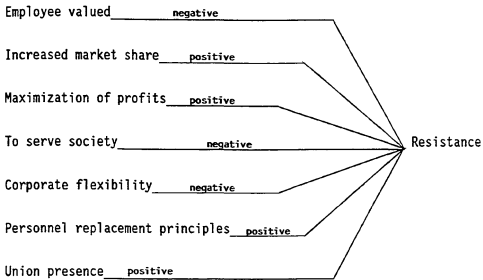 Employee valued negative
Increased market share positive
Maximization of profits positive
To serve society negative
Resistance
Corporate flexibility negative
Personnel replacement principles positive
Union presence positive